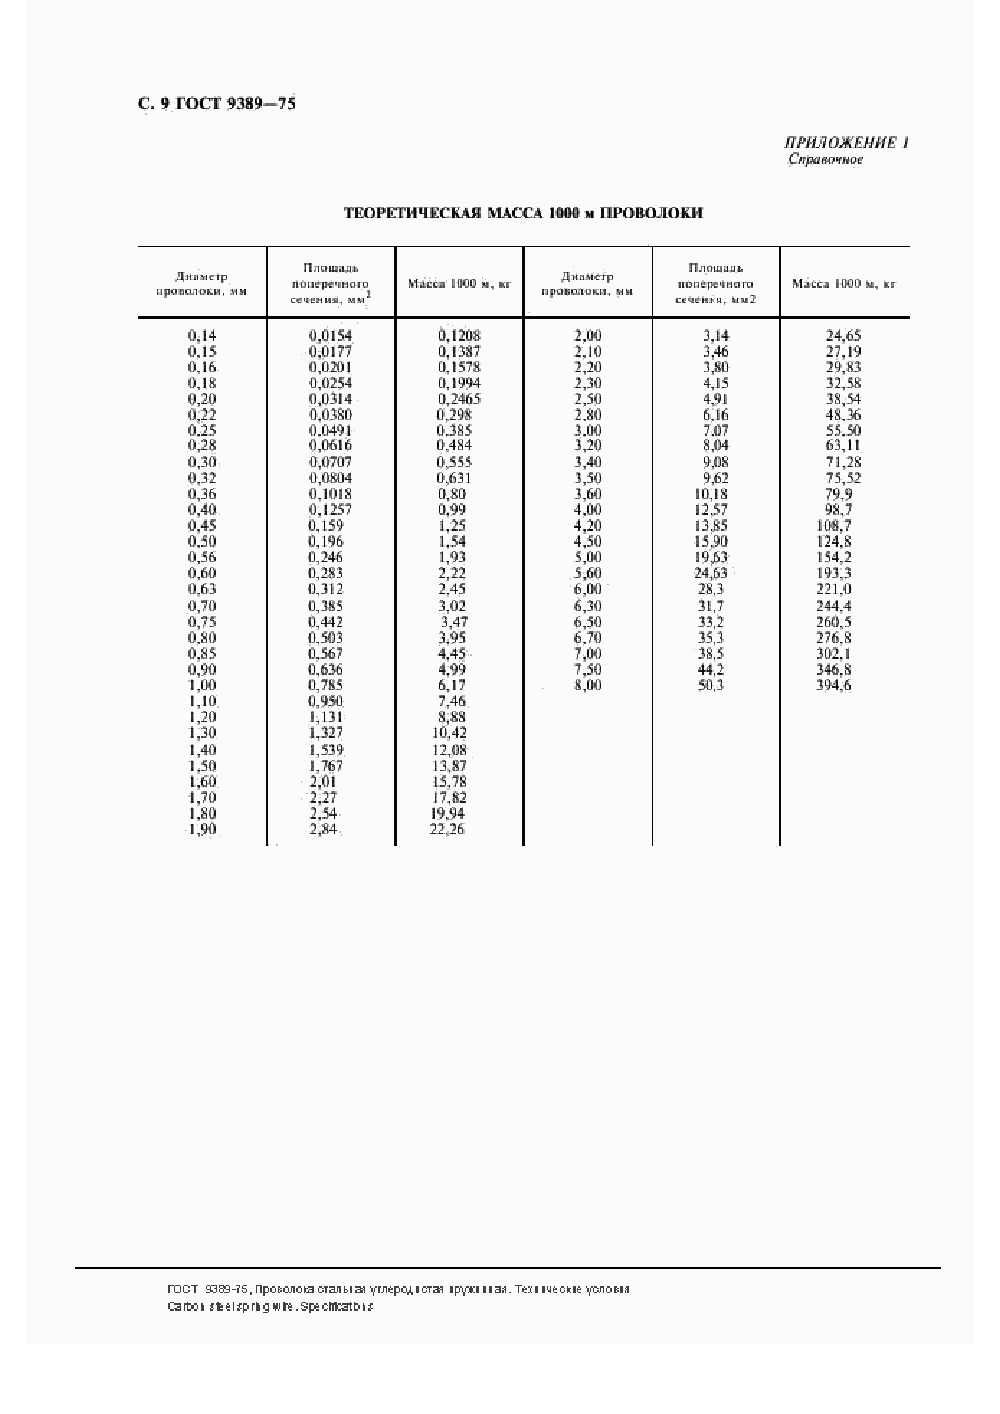 С. 9 ГОСТ 9389—75
ПРИЛОЖЕНИЕ 1
Справочное
ТЕОРЕТИЧЕСКАЯ МАССА 1000 м ПРОВОЛОКИ
Диаметр проволоки, мм | Площадь поперечного сечения, мм2 | Масса 1000 м, кг | Диаметр проволоки, мм | Площадь поперечного сечения, мм2 | Масса 1000 м, кг
0,14 0,0154 0,1208 2,00 3,14 24,65
0,15 0,0177 0,1387 2,10 3,46 27,19
0,16 0,0201 0,1578 2,20 3,80 29,83
0,18 0,0254 0,1994 2,30 4,15 32,58
0,20 0,0314 0,2465 2,50 4,91 38,54
0,22 0,0380 0,298 2,80 6,16 48,36
0,25 0,0491 0,385 3,00 7,07 55,50
0,28 0,0616 0,484 3,20 8,04 63,11
0,30 0,0707 0,555 3,40 9,08 71,28
0,32 0,0804 0,631 3,50 9,62 75,52
0,36 0,1018 0,80 3,60 10,18 79,9
0,40 0,1257 0,99 4,00 12,57 98,7
0,45 0,159 1,25 4,20 13,85 108,7
0,50 0,196 1,54 4,50 15,90 124,8
0,56 0,246 1,93 5,00 19,63 154,2
0,60 0,283 2,22 5,60 24,63 193,3
0,63 0,312 2,45 6,00 28,3 221,0
0,70 0,385 3,02 6,30 31,7 244,4
0,75 0,442 3,47 6,50 33,2 260,5
0,80 0,503 3,95 6,70 35,3 276,8
0,85 0,567 4,45 7,00 38,5 302,1
0,90 0,636 4,99 7,50 44,2 346,8
1,00 0,785 6,17 8,00 50,3 394,6
1,10 0,950 7,46
1,20 1,131 8,88
1,30 1,327 10,42
1,40 1,539 12,08
1,50 1,767 13,87
1,60 2,01 15,78
1,70 2,27 17,82
1,80 2,54 19,94
1,90 2,84 22,26
ГОСТ 9389-75, Проволока стальная углеродистая пружинная. Технические условия
Carbon steel spring wire. Specifications